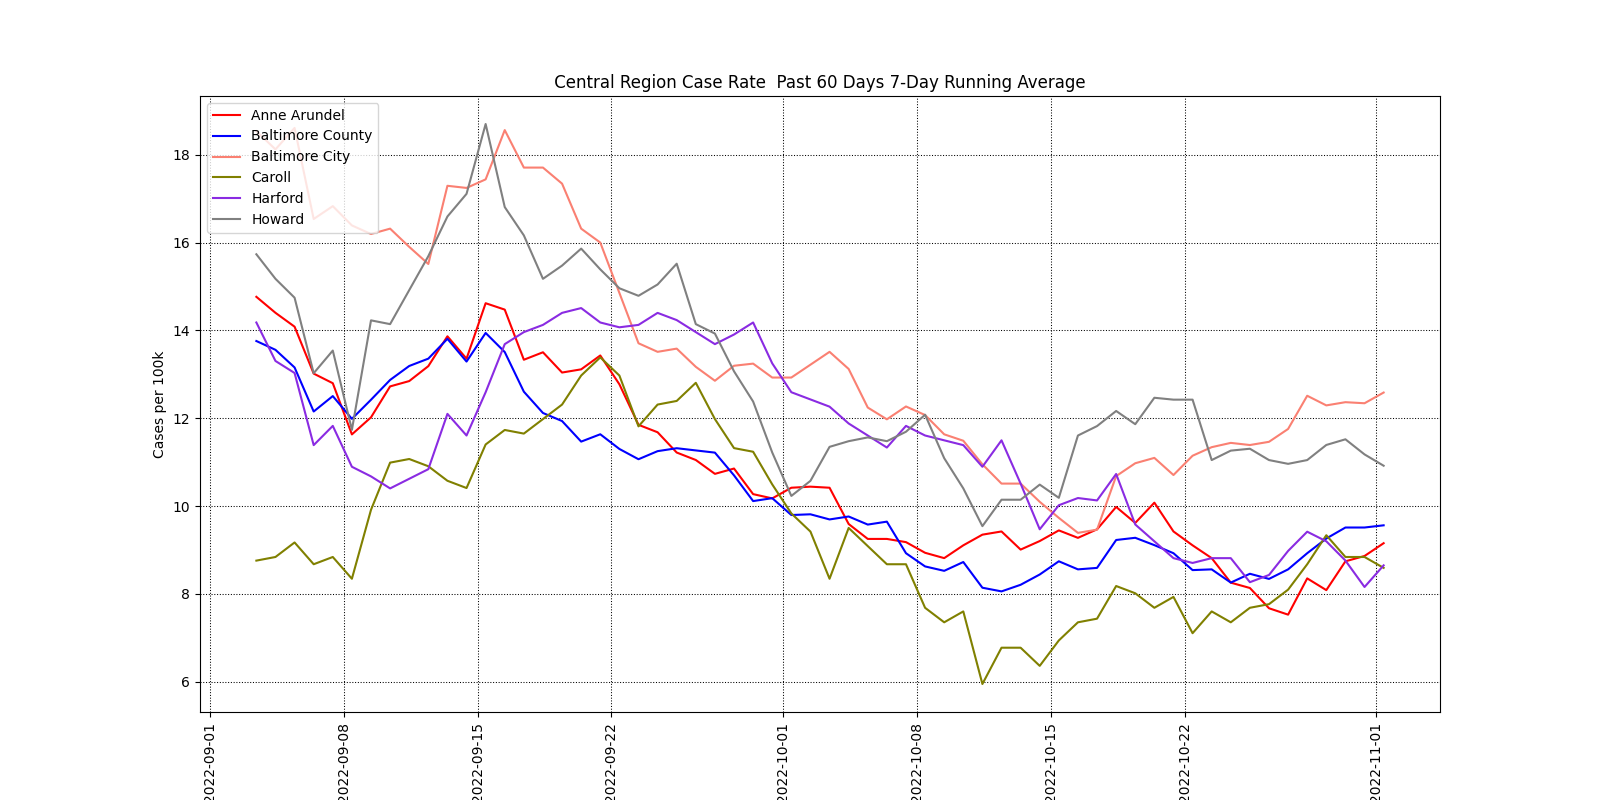 Central Region Case Rate  Past 60 Days 7-Day Running Average
Anne Arundel
Baltimore County
Baltimore City
Caroll
Harford
Howard
Cases per 100k
18
16
14
12
10
8
6
2022-09-01
2022-09-08
2022-09-15
2022-09-22
2022-10-01
2022-10-08
2022-10-15
2022-10-22
2022-11-01